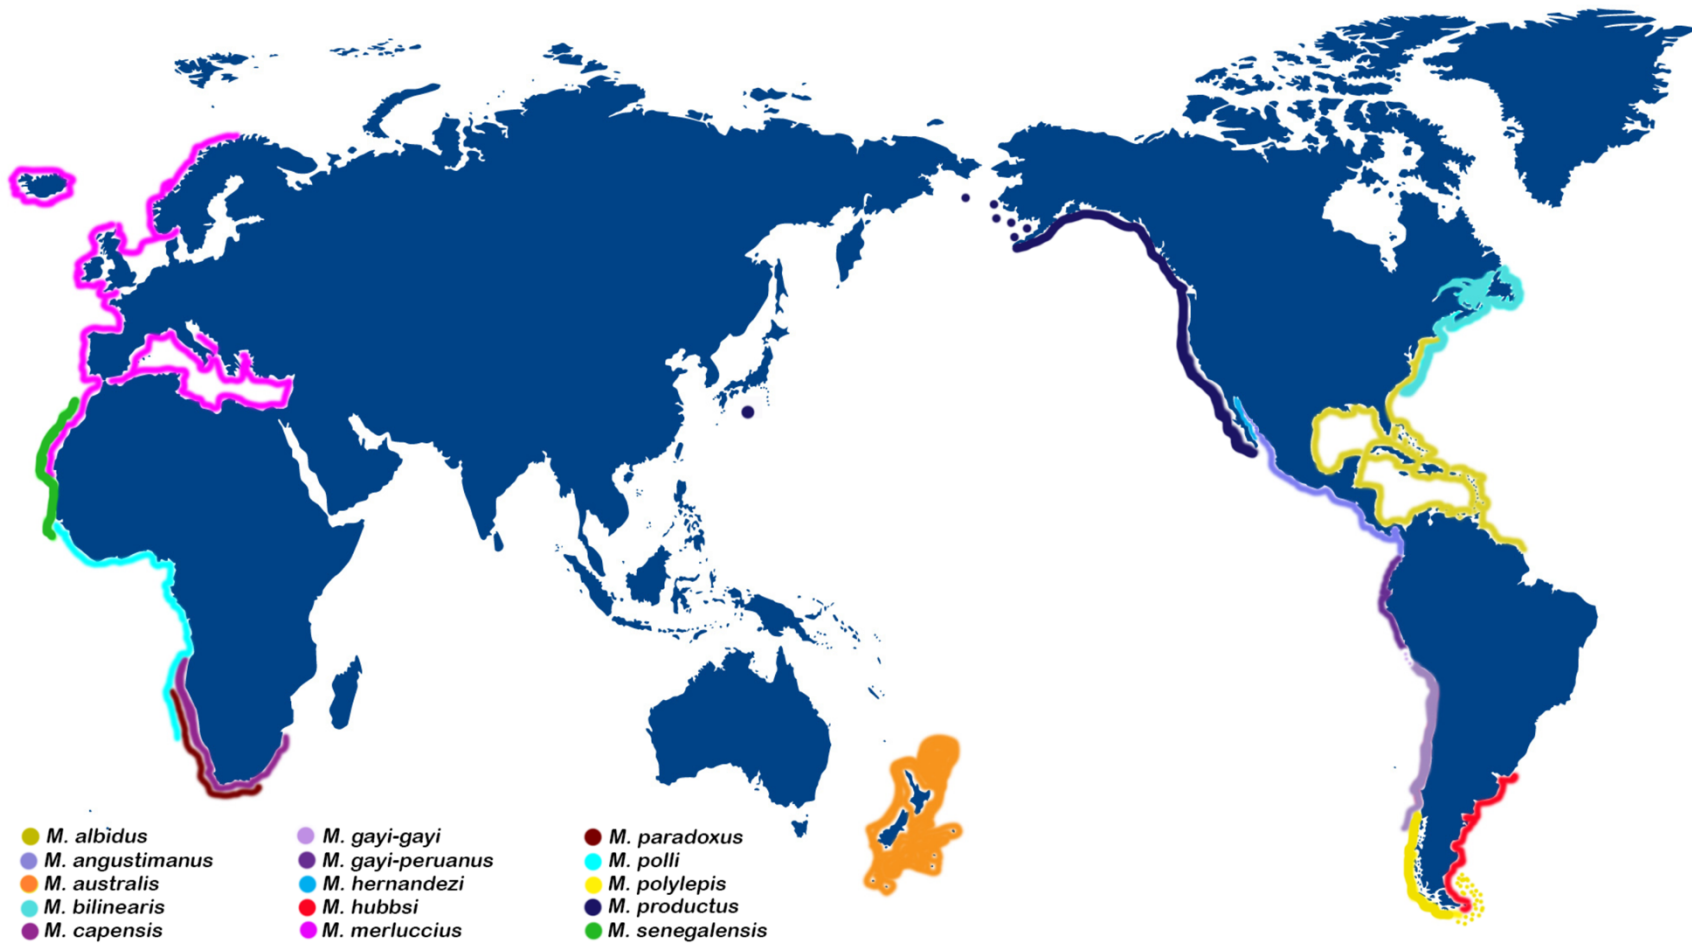 M. albidus
M. angustimanus
M. australis
M. bilinearis
M. capensis
M. gayi-gayi
M. gayi-peruanus
M. hernandezi
M. hubbsi
M. merluccius
M. paradoxus
M. polli
M. polylepis
M. productus
M. senegalensis